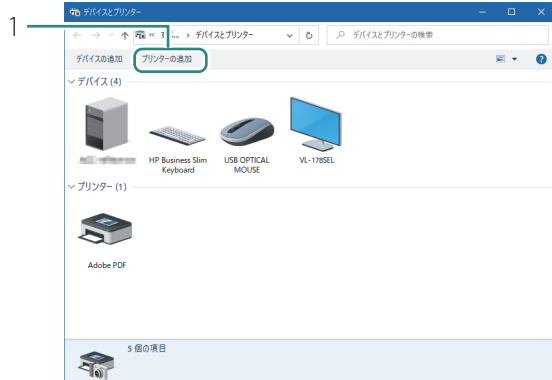 デバイスとプリンター
1
« デバイスとプリンター
デバイスとプリンターの検索
デバイスの追加 プリンターの追加
デバイス (4)
HP Business Slim
Keyboard
USB OPTICAL
MOUSE
VL-178SEL
プリンター (1)
Adobe PDF
5 個の項目